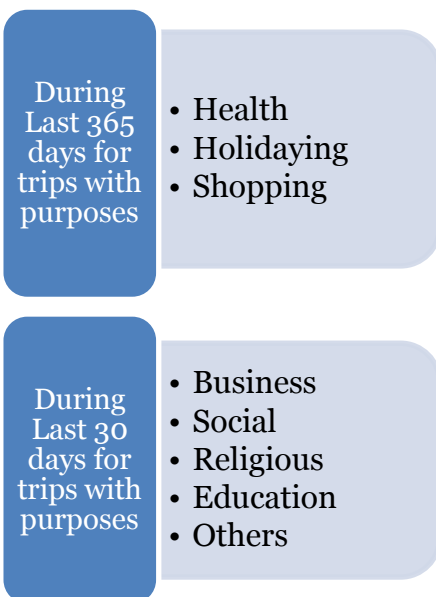 During
Last 365
days for
trips with
purposes
• Health
• Holidaying
• Shopping
During
Last 30
days for
trips with
purposes
• Business
• Social
• Religious
• Education
• Others